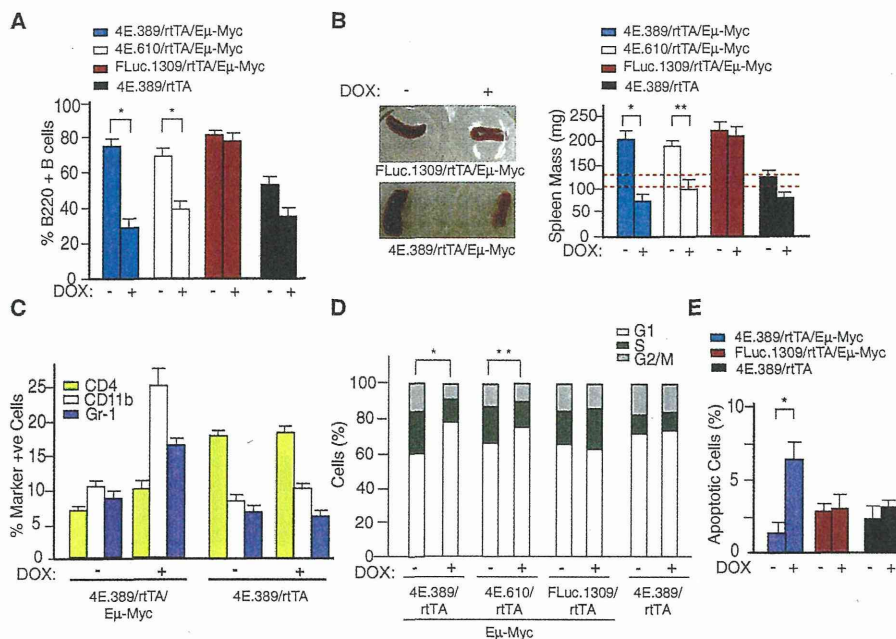 A
4E.389/rtTA/Eµ-Myc
4E.610/rtTA/Eµ-Myc
FLuc.1309/rtTA/Eµ-Myc
4E.389/rtTA
% B220 + B cells
100
80
60
40
20
0
* *
DOX: - + - + - + - +
B
4E.389/rtTA/Eµ-Myc
4E.610/rtTA/Eµ-Myc
FLuc.1309/rtTA/Eµ-Myc
4E.389/rtTA
DOX: - +
FLuc.1309/rtTA/Eµ-Myc
4E.389/rtTA/Eµ-Myc
Spleen Mass (mg)
250
200
150
100
50
0
* **
DOX: - + - + - + - +
C
CD4
CD11b
Gr-1
% Marker +ve Cells
25
20
15
10
5
0
DOX: - + - +
4E.389/rtTA/
Eµ-Myc
4E.389/rtTA
D
G1
S
G2/M
* **
Cells (%)
100
80
60
40
20
0
DOX: - + - + - + - +
4E.389/
rtTA
4E.610/
rtTA
FLuc.1309/
rtTA
4E.389/
rtTA
Eµ-Myc
E
4E.389/rtTA/Eµ-Myc
FLuc.1309/rtTA/Eµ-Myc
4E.389/rtTA
Apoptotic Cells (%)
10
5
0
*
DOX - + - + - +